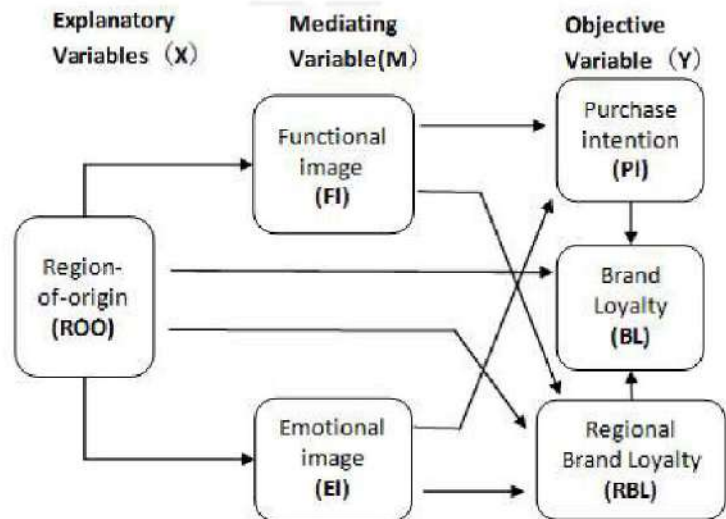 Explanatory
Variables（X）
Mediating
Variable(M）
Objective
Variable（Y）
Functional
image
(FI)
Purchase
intention
(PI)
Region-
of-origin
(ROO)
Brand
Loyalty
(BL)
Emotional
image
(EI)
Regional
Brand Loyalty
(RBL)